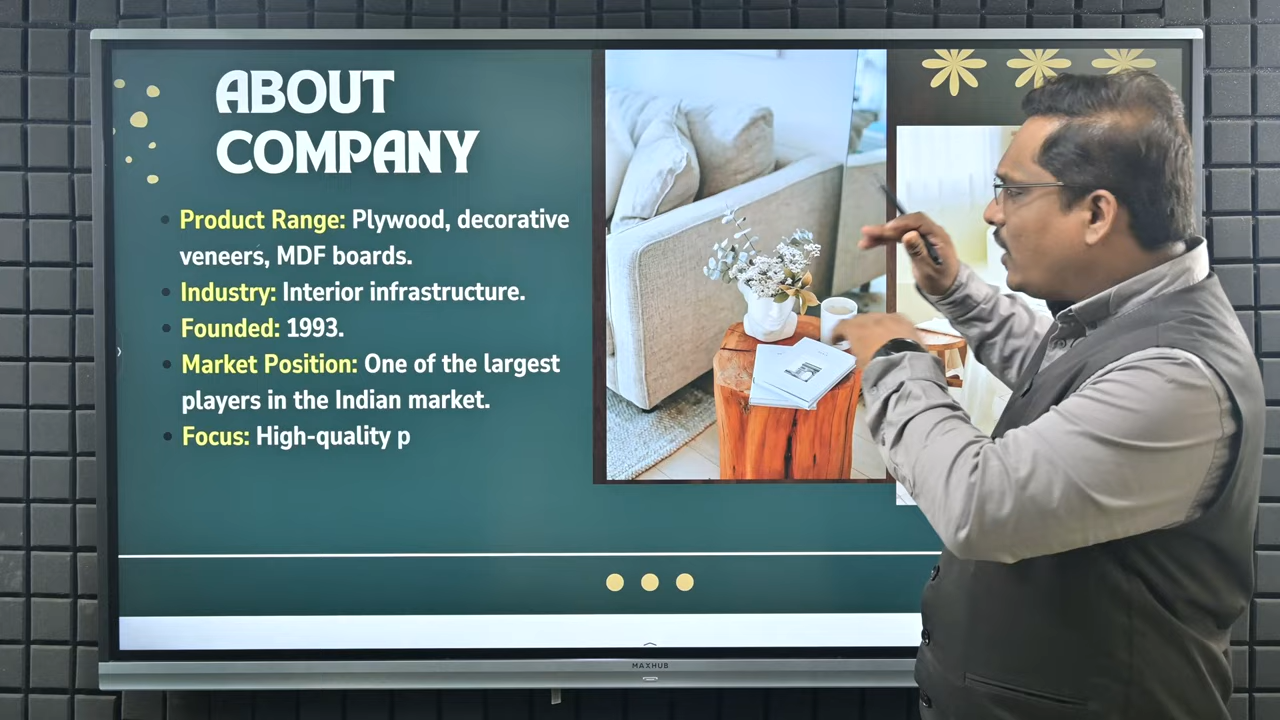 ABOUT
COMPANY
Product Range: Plywood, decorative
veneers, MDF boards.
Industry: Interior infrastructure.
Founded: 1993.
Market Position: One of the largest
players in the Indian market.
Focus: High-quality p
MAXHUB